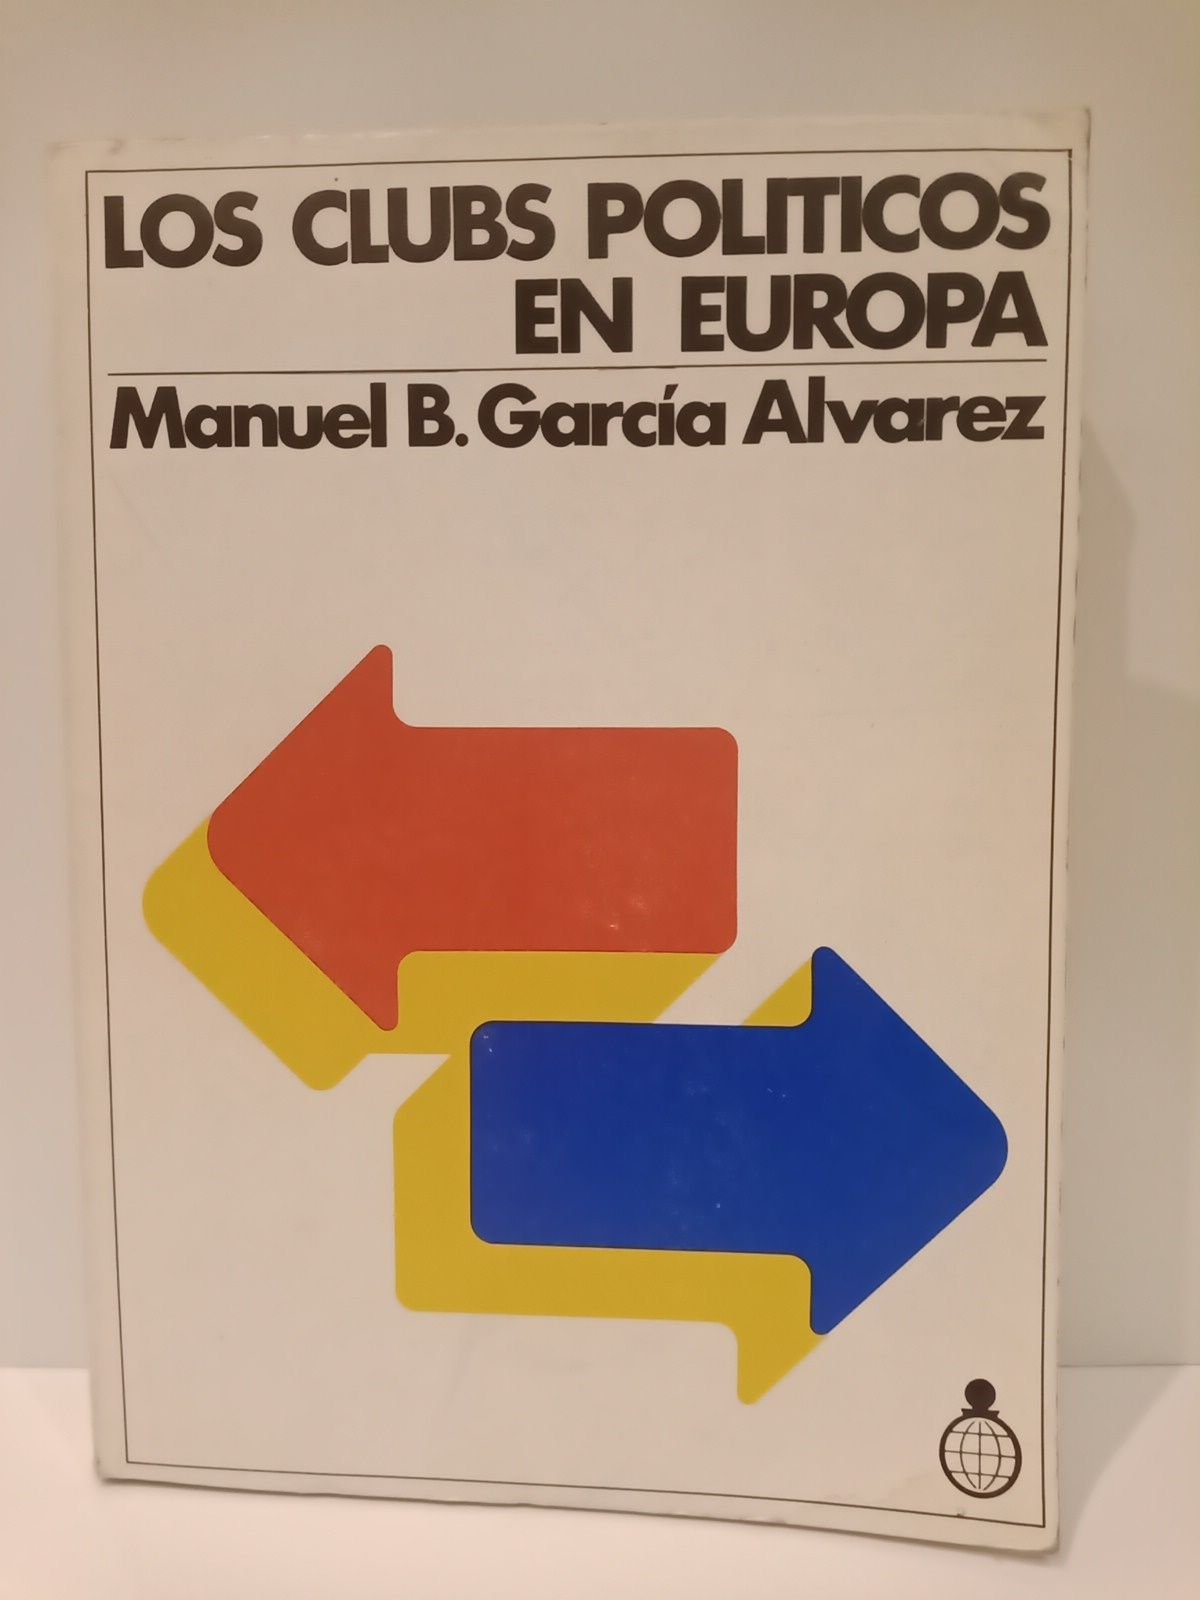 LOS CLUBS POLITICOS
EN EUROPA
Manuel B. García Alvarez